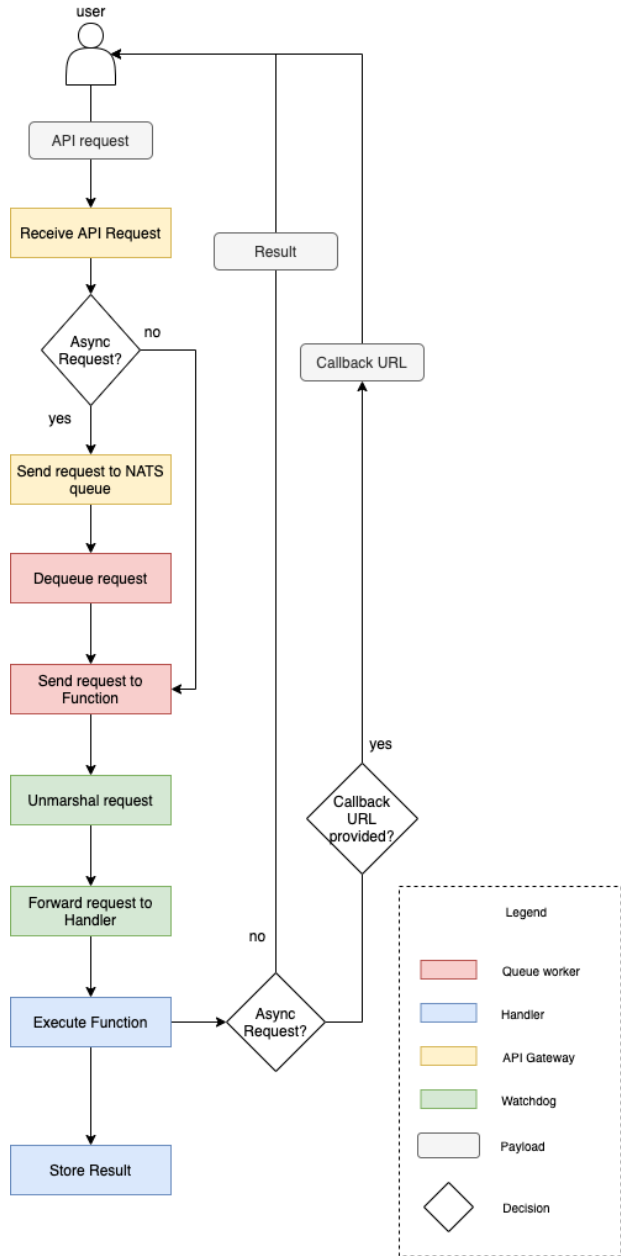 user
API request
Receive API Request
Result
Async
Request?
no
yes
Callback URL
Send request to NATS
queue
Dequeue request
Send request to
Function
Unmarshal request
yes
Callback
URL
provided?
Forward request to
Handler
no
Execute Function
Async
Request?
Store Result
Legend
Queue worker
Handler
API Gateway
Watchdog
Payload
Decision